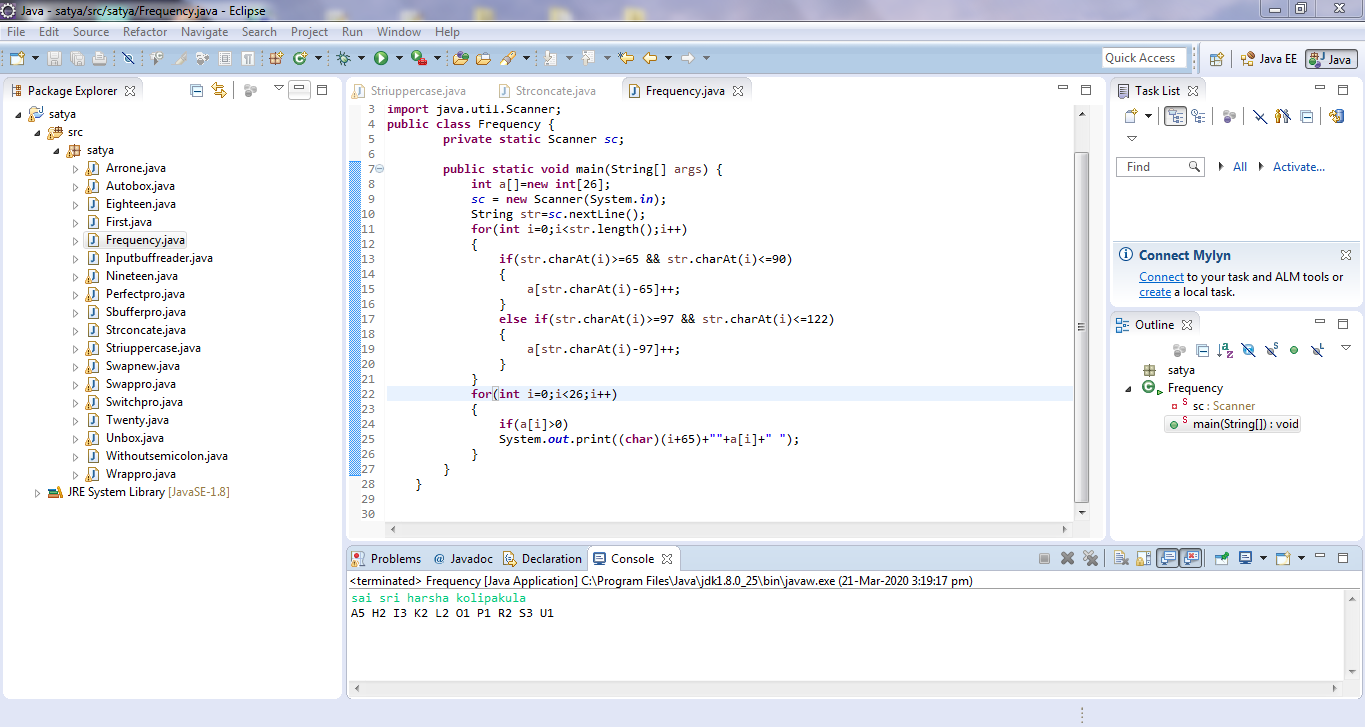 Java - satya/src/satya/Frequency.java - Eclipse
File Edit Source Refactor Navigate Search Project Run Window Help
Quick Access
Java EE
Java
Package Explorer
satya
src
satya
Arrone.java
Autobox.java
Eighteen.java
First.java
Frequency.java
Inputbuffreader.java
Nineteen.java
Perfectpro.java
Sbufferpro.java
Strconcate.java
Striuppercase.java
Swapnew.java
Swappro.java
Switchpro.java
Twenty.java
Unbox.java
Withoutsemicolon.java
Wrappro.java
JRE System Library [JavaSE-1.8]
Striuppercase.java Strconcate.java Frequency.java
3 import java.util.Scanner;
4 public class Frequency {
5 private static Scanner sc;
6
7 public static void main(String[] args) {
8 int a[]=new int[26];
9 sc = new Scanner(System.in);
10 String str=sc.nextLine();
11 for(int i=0;i<str.length();i++)
12 {
13 if(str.charAt(i)>=65 && str.charAt(i)<=90)
14 {
15 a[str.charAt(i)-65]++;
16 }
17 else if(str.charAt(i)>=97 && str.charAt(i)<=122)
18 {
19 a[str.charAt(i)-97]++;
20 }
21 }
22 for(int i=0;i<26;i++)
23 {
24 if(a[i]>0)
25 System.out.print((char)(i+65)+""+a[i]+" ");
26 }
27 }
28 }
29
30
Task List
Find All Activate...
Connect Mylyn
Connect to your task and ALM tools or
create a local task.
Outline
satya
Frequency
sc : Scanner
main(String[]) : void
Problems @ Javadoc Declaration Console
<terminated> Frequency [Java Application] C:\Program Files\Java\jdk1.8.0_25\bin\javaw.exe (21-Mar-2020 3:19:17 pm)
sai sri harsha kolipakula
A5 H2 I3 K2 L2 O1 P1 R2 S3 U1